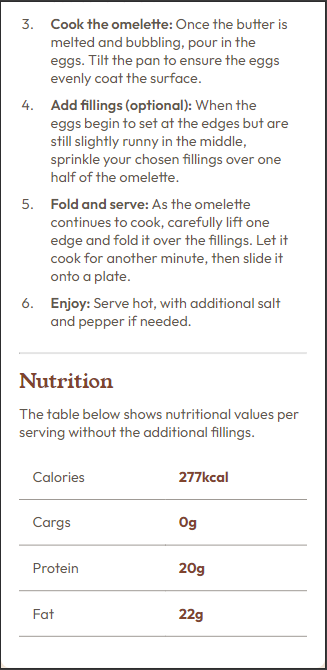 3. Cook the omelette: Once the butter is
melted and bubbling, pour in the
eggs. Tilt the pan to ensure the eggs
evenly coat the surface.
4. Add fillings (optional): When the
eggs begin to set at the edges but are
still slightly runny in the middle,
sprinkle your chosen fillings over one
half of the omelette.
5. Fold and serve: As the omelette
continues to cook, carefully lift one
edge and fold it over the fillings. Let it
cook for another minute, then slide it
onto a plate.
6. Enjoy: Serve hot, with additional salt
and pepper if needed.
Nutrition
The table below shows nutritional values per
serving without the additional fillings.
Calories 277kcal
Cargs 0g
Protein 20g
Fat 22g